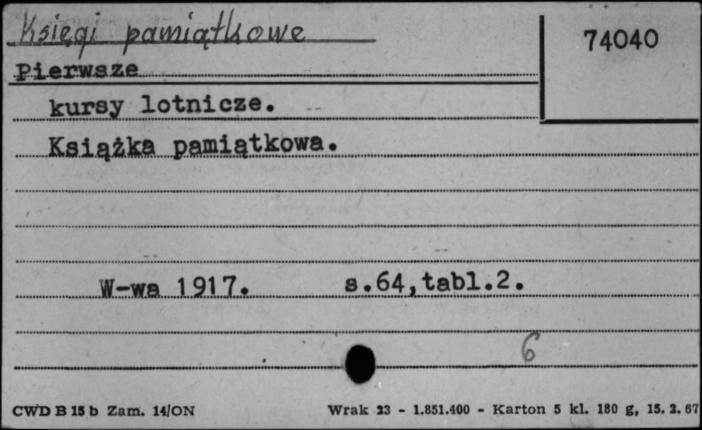 Księgi pamiątkowe
74040
Pierwsze
kursy lotnicze.
Książka pamiątkowa.
W-wa 1917. s.64,tabl.2.
6
CWD B 15 b Zam. 14/ON Wrak 23 - 1.851.400 - Karton 5 kl. 180 g, 15. 2. 67